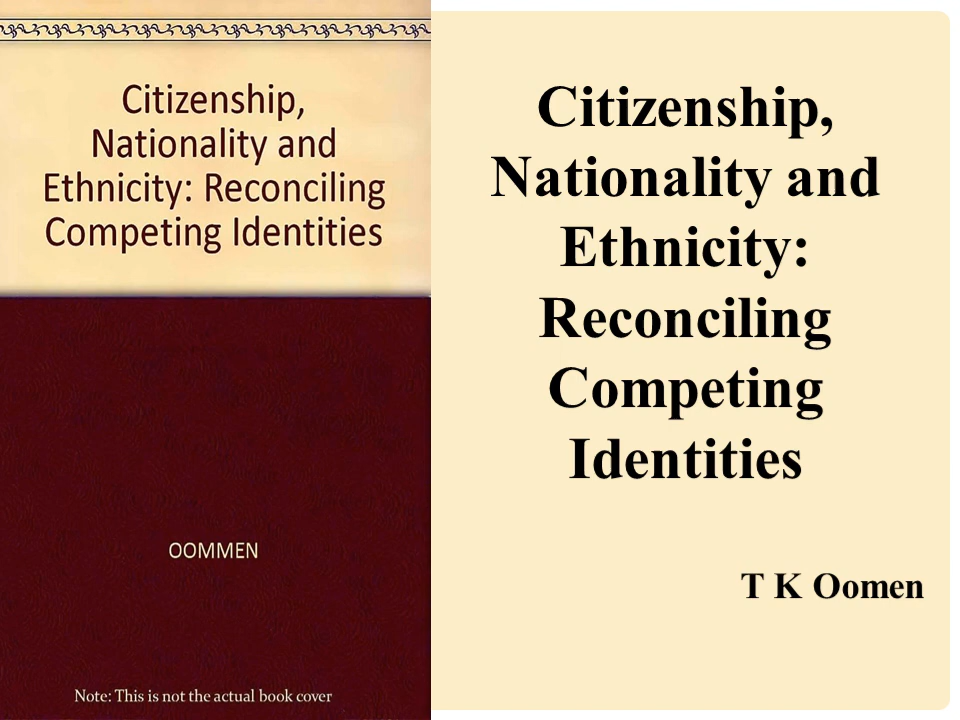 Citizenship,
Nationality and
Ethnicity: Reconciling
Competing Identities
OOMMEN
Note: This is not the actual book cover
Citizenship,
Nationality and
Ethnicity:
Reconciling
Competing
Identities
T K Oomen